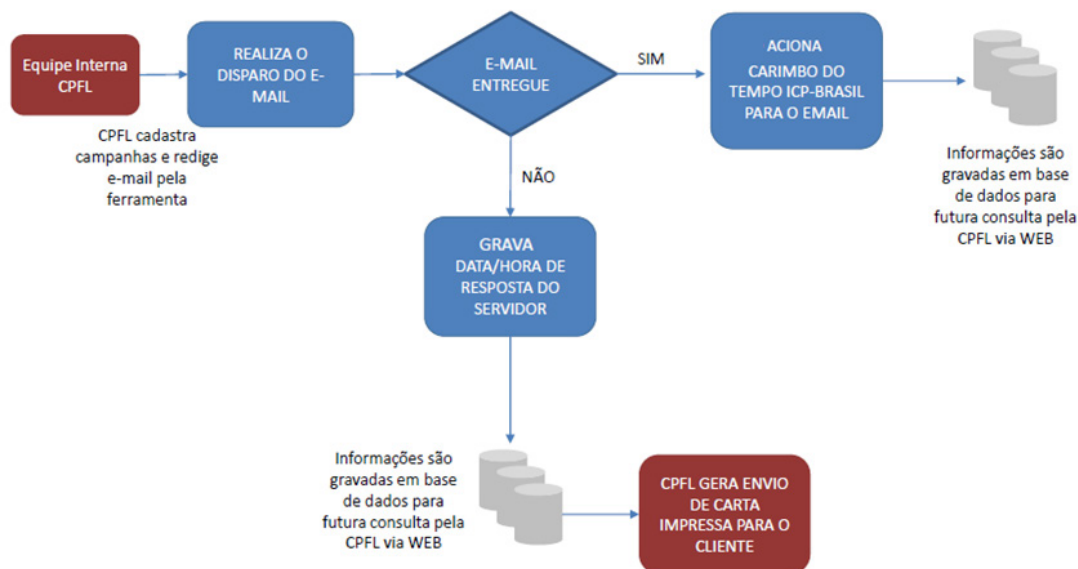 Equipe Interna
CPFL
CPFL cadastra
campanhas e redige
e-mail pela
ferramenta
REALIZA O
DISPARO DO E-
MAIL
E-MAIL
ENTREGUE
SIM
ACIONA
CARIMBO DO
TEMPO ICP-BRASIL
PARA O EMAIL
Informações são
gravadas em base
de dados para
futura consulta pela
CPFL via WEB
NÃO
GRAVA
DATA/HORA DE
RESPOSTA DO
SERVIDOR
Informações são
gravadas em base
de dados para
futura consulta pela
CPFL via WEB
CPFL GERA ENVIO
DE CARTA
IMPRESSA PARA O
CLIENTE